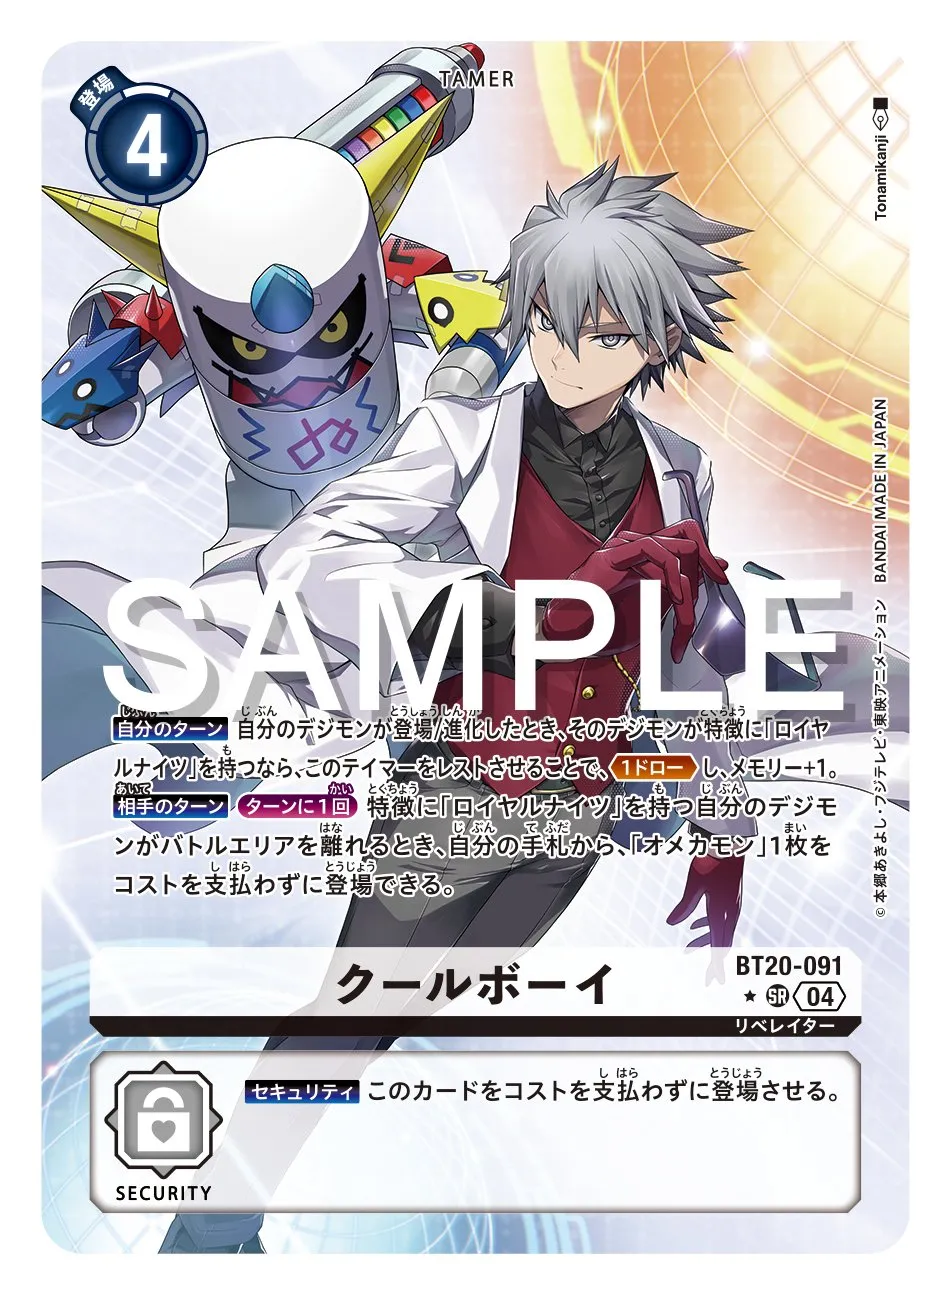 TAMER
登場
4
Tonamikanji
©本郷あきよし・フジテレビ・東映アニメーション BANDAI MADE IN JAPAN
ぬ
SAMPLE
自分のターン 自分のデジモンが登場/進化したとき、そのデジモンが特徴に「ロイヤ
ルナイツ」を持つなら、このテイマーをレストさせることで、1ドローし、メモリー+1。
相手のターン ターンに1回 特徴に「ロイヤルナイツ」を持つ自分のデジモ
ンがバトルエリアを離れるとき、自分の手札から、「オメカモン」1枚を
コストを支払わずに登場できる。
クールボーイ
BT20-091
★ SR 04
リベレイター
セキュリティ このカードをコストを支払わずに登場させる。
SECURITY